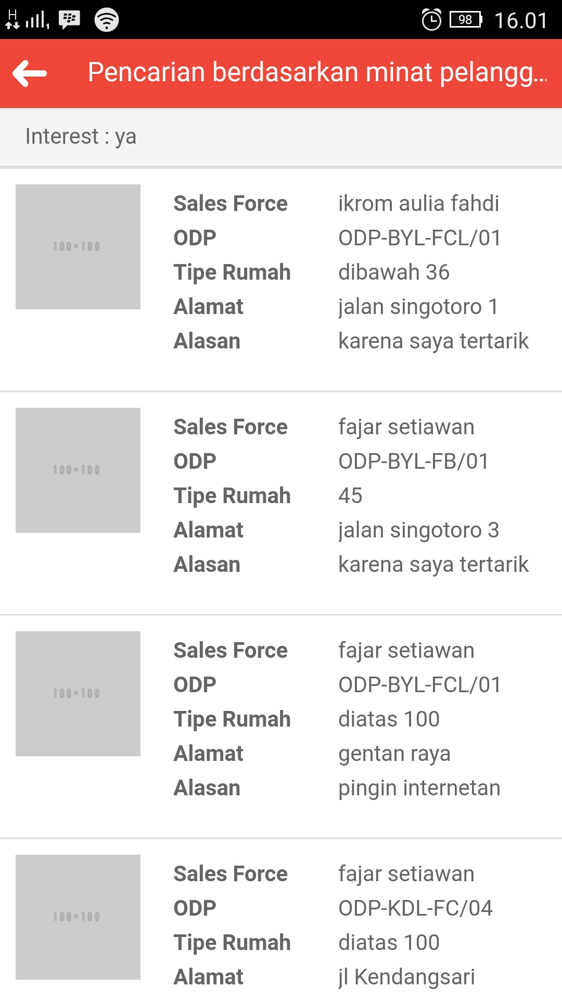 H 98 16.01
Pencarian berdasarkan minat pelangg...
Interest : ya
100×100
Sales Force ikrom aulia fahdi
ODP ODP-BYL-FCL/01
Tipe Rumah dibawah 36
Alamat jalan singotoro 1
Alasan karena saya tertarik
100×100
Sales Force fajar setiawan
ODP ODP-BYL-FB/01
Tipe Rumah 45
Alamat jalan singotoro 3
Alasan karena saya tertarik
100×100
Sales Force fajar setiawan
ODP ODP-BYL-FCL/01
Tipe Rumah diatas 100
Alamat gentan raya
Alasan pingin internetan
100×100
Sales Force fajar setiawan
ODP ODP-KDL-FC/04
Tipe Rumah diatas 100
Alamat jl Kendangsari